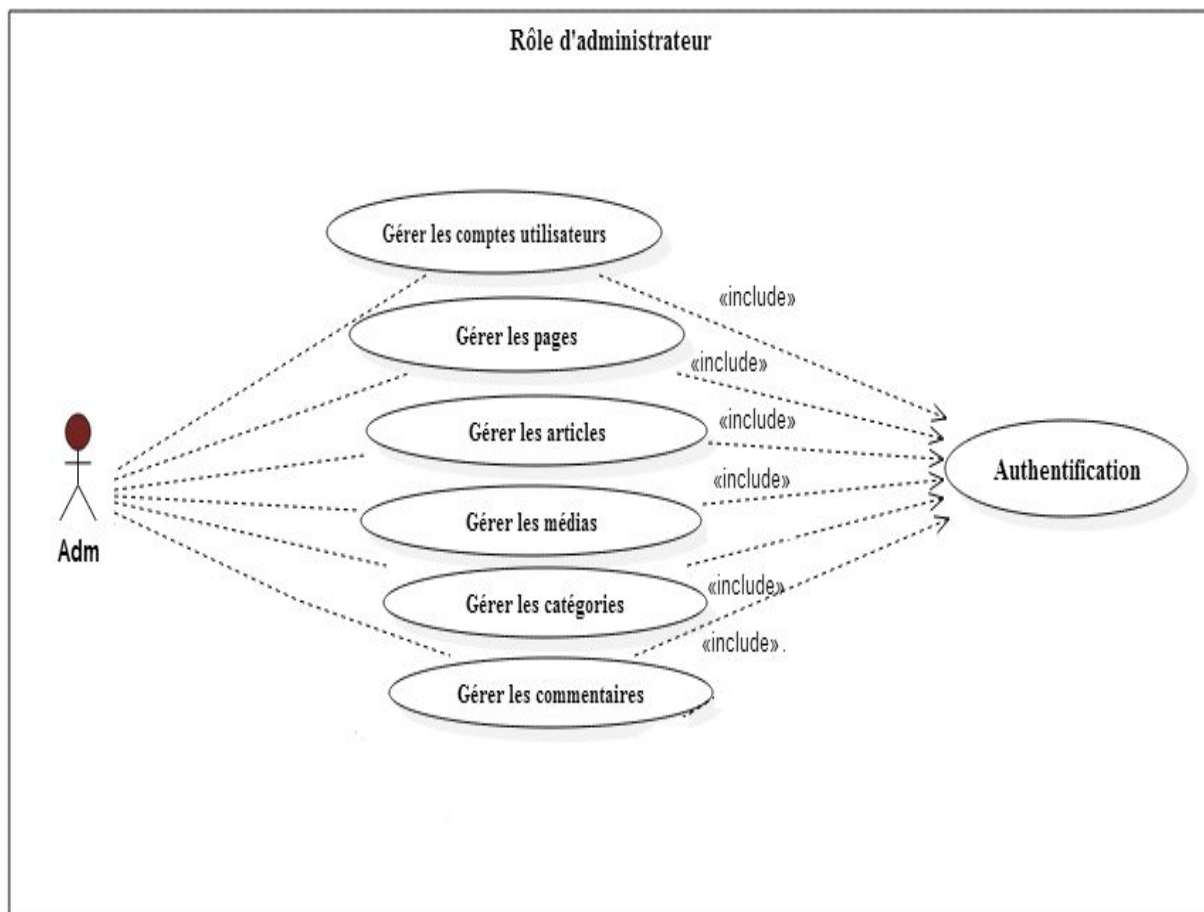 Rôle d'administrateur
Gérer les comptes utilisateurs
«include»
Gérer les pages
«include»
Gérer les articles
«include»
Authentification
«include»
Gérer les médias
Adm
«include»
Gérer les catégories
«include» .
Gérer les commentaires